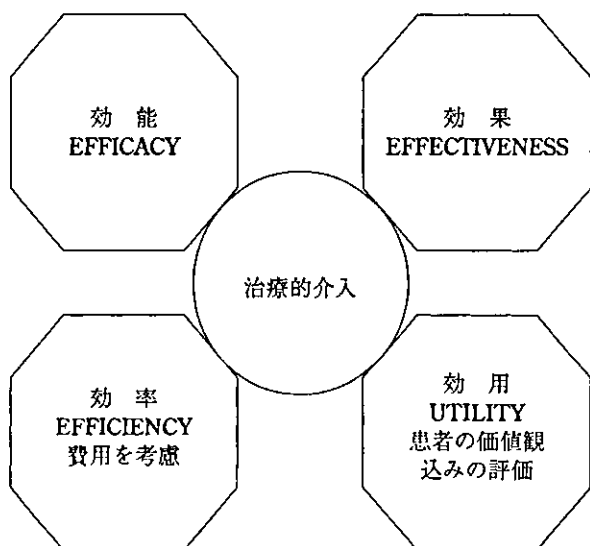 効 能
EFFICACY
効 果
EFFECTIVENESS
治療的介入
効 率
EFFICIENCY
費用を考慮
効 用
UTILITY
患者の価値観
込みの評価